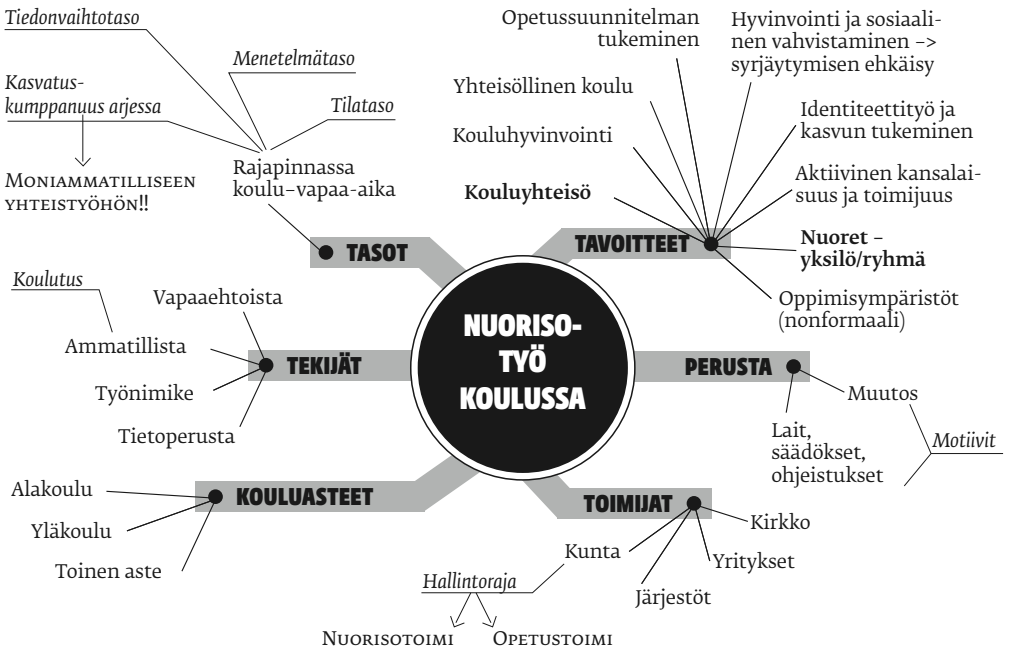 Tiedonvaihtotaso
Menetelmätaso
Kasvatus-
kumppanuus arjessa
Tilataso
Moniammatilliseen
yhteistyöhön!!
Rajapinnassa
koulu–vapaa-aika
TASOT
Opetussuunnitelman
tukeminen
Hyvinvointi ja sosiaali-
nen vahvistaminen –>
syrjäytymisen ehkäisy
Yhteisöllinen koulu
Identiteettityö ja
kasvun tukeminen
Kouluhyvinvointi
Aktiivinen kansalai-
suus ja toimijuus
Kouluyhteisö
TAVOITTEET
Nuoret –
yksilö/ryhmä
Oppimisympäristöt
(nonformaali)
NUORISO-
TYÖ
KOULUSSA
Koulutus
Vapaaehtoista
Ammatillista
TEKIJÄT
Työnimike
Tietoperusta
PERUSTA
Muutos
Lait,
säädökset,
ohjeistukset
Motiivit
Alakoulu
KOULUASTEET
Yläkoulu
Toinen aste
TOIMIJAT
Kirkko
Kunta
Yritykset
Järjestöt
Hallintoraja
Nuorisotoimi
Opetustoimi